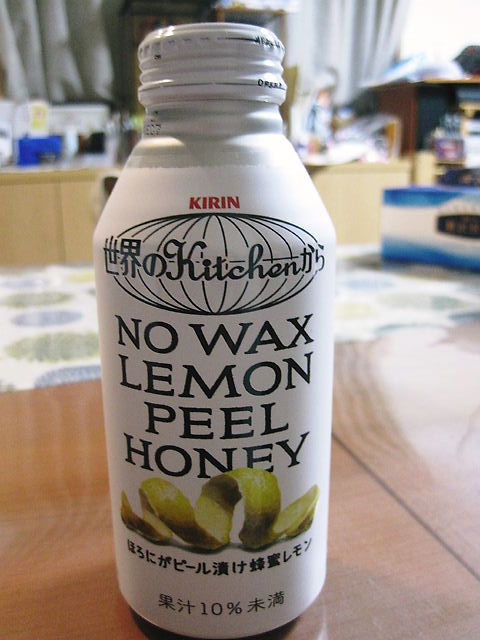 KIRIN
世界のKitchenから
NO WAX
LEMON
PEEL
HONEY
ほろにがピール漬け蜂蜜レモン
果汁10%未満